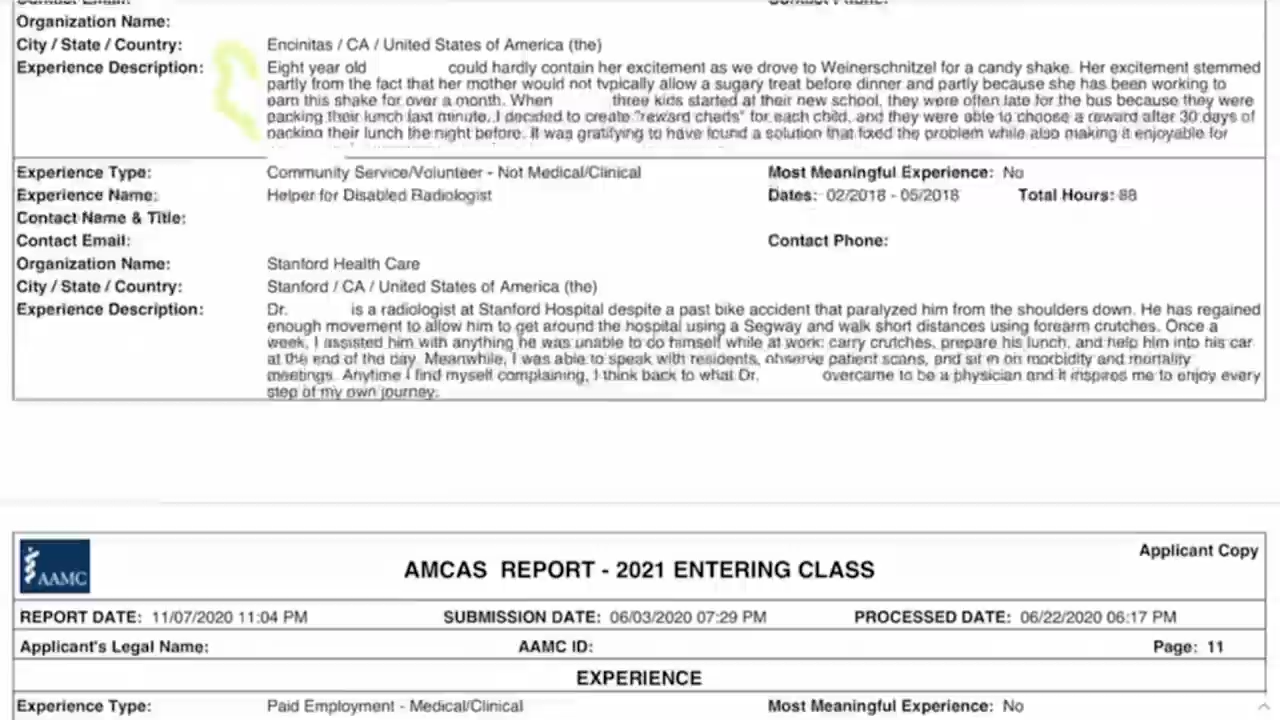 Organization Name:
City / State / Country: Encinitas / CA / United States of America (the)
Experience Description: Eight year old could hardly contain her excitement as we drove to Weinerschnitzel for a candy shake. Her excitement stemmed
partly from the fact that her mother would not typically allow a sugary treat before dinner and partly because she has been working to
earn this shake for over a month. When three kids started at their new school, they were often late for the bus because they were
packing their lunch last minute. I decided to create "reward charts" for each child, and they were able to choose a reward after 30 days of
packing their lunch the night before. It was gratifying to have found a solution that fixed the problem while also making it enjoyable for
Experience Type: Community Service/Volunteer - Not Medical/Clinical Most Meaningful Experience: No
Experience Name: Helper for Disabled Radiologist Dates: 02/2018 - 05/2018 Total Hours: 88
Contact Name & Title:
Contact Email: Contact Phone:
Organization Name: Stanford Health Care
City / State / Country: Stanford / CA / United States of America (the)
Experience Description: Dr. is a radiologist at Stanford Hospital despite a past bike accident that paralyzed him from the shoulders down. He has regained
enough movement to allow him to get around the hospital using a Segway and walk short distances using forearm crutches. Once a
week, I assisted him with anything he was unable to do himself while at work: carry crutches, prepare his lunch, and help him into his car
at the end of the day. Meanwhile, I was able to speak with residents, observe patient scans, and sit in on morbidity and mortality
meetings. Anytime I find myself complaining, I think back to what Dr. overcame to be a physician and it inspires me to enjoy every
step of my own journey.
AAMC
AMCAS REPORT - 2021 ENTERING CLASS
Applicant Copy
REPORT DATE: 11/07/2020 11:04 PM SUBMISSION DATE: 06/03/2020 07:29 PM PROCESSED DATE: 06/22/2020 06:17 PM
Applicant's Legal Name: AAMC ID: Page: 11
EXPERIENCE
Experience Type: Paid Employment - Medical/Clinical Most Meaningful Experience: No